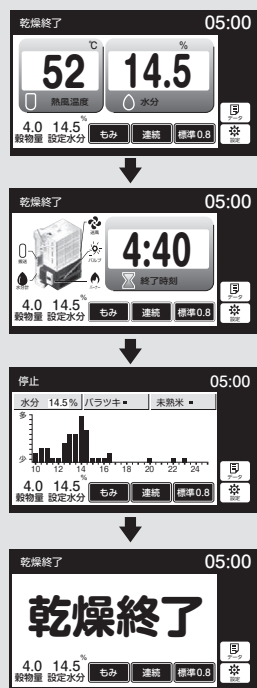 乾燥終了 05:00
℃ %
52 14.5
熱風温度 水分
データ
4.0 14.5%
穀物量 設定水分 もみ 連続 標準0.8 設定
乾燥終了 05:00
通風
搬送 バルブ 4:40
水分計 バーナー 終了時刻
データ
4.0 14.5%
穀物量 設定水分 もみ 連続 標準0.8 設定
停止 05:00
水分 14.5% バラツキ - 未熟米 -
多
少
10 12 14 16 18 20 22 24
データ
4.0 14.5%
穀物量 設定水分 もみ 連続 標準0.8 設定
乾燥終了 05:00
乾燥終了
データ
4.0 14.5%
穀物量 設定水分 もみ 連続 標準0.8 設定